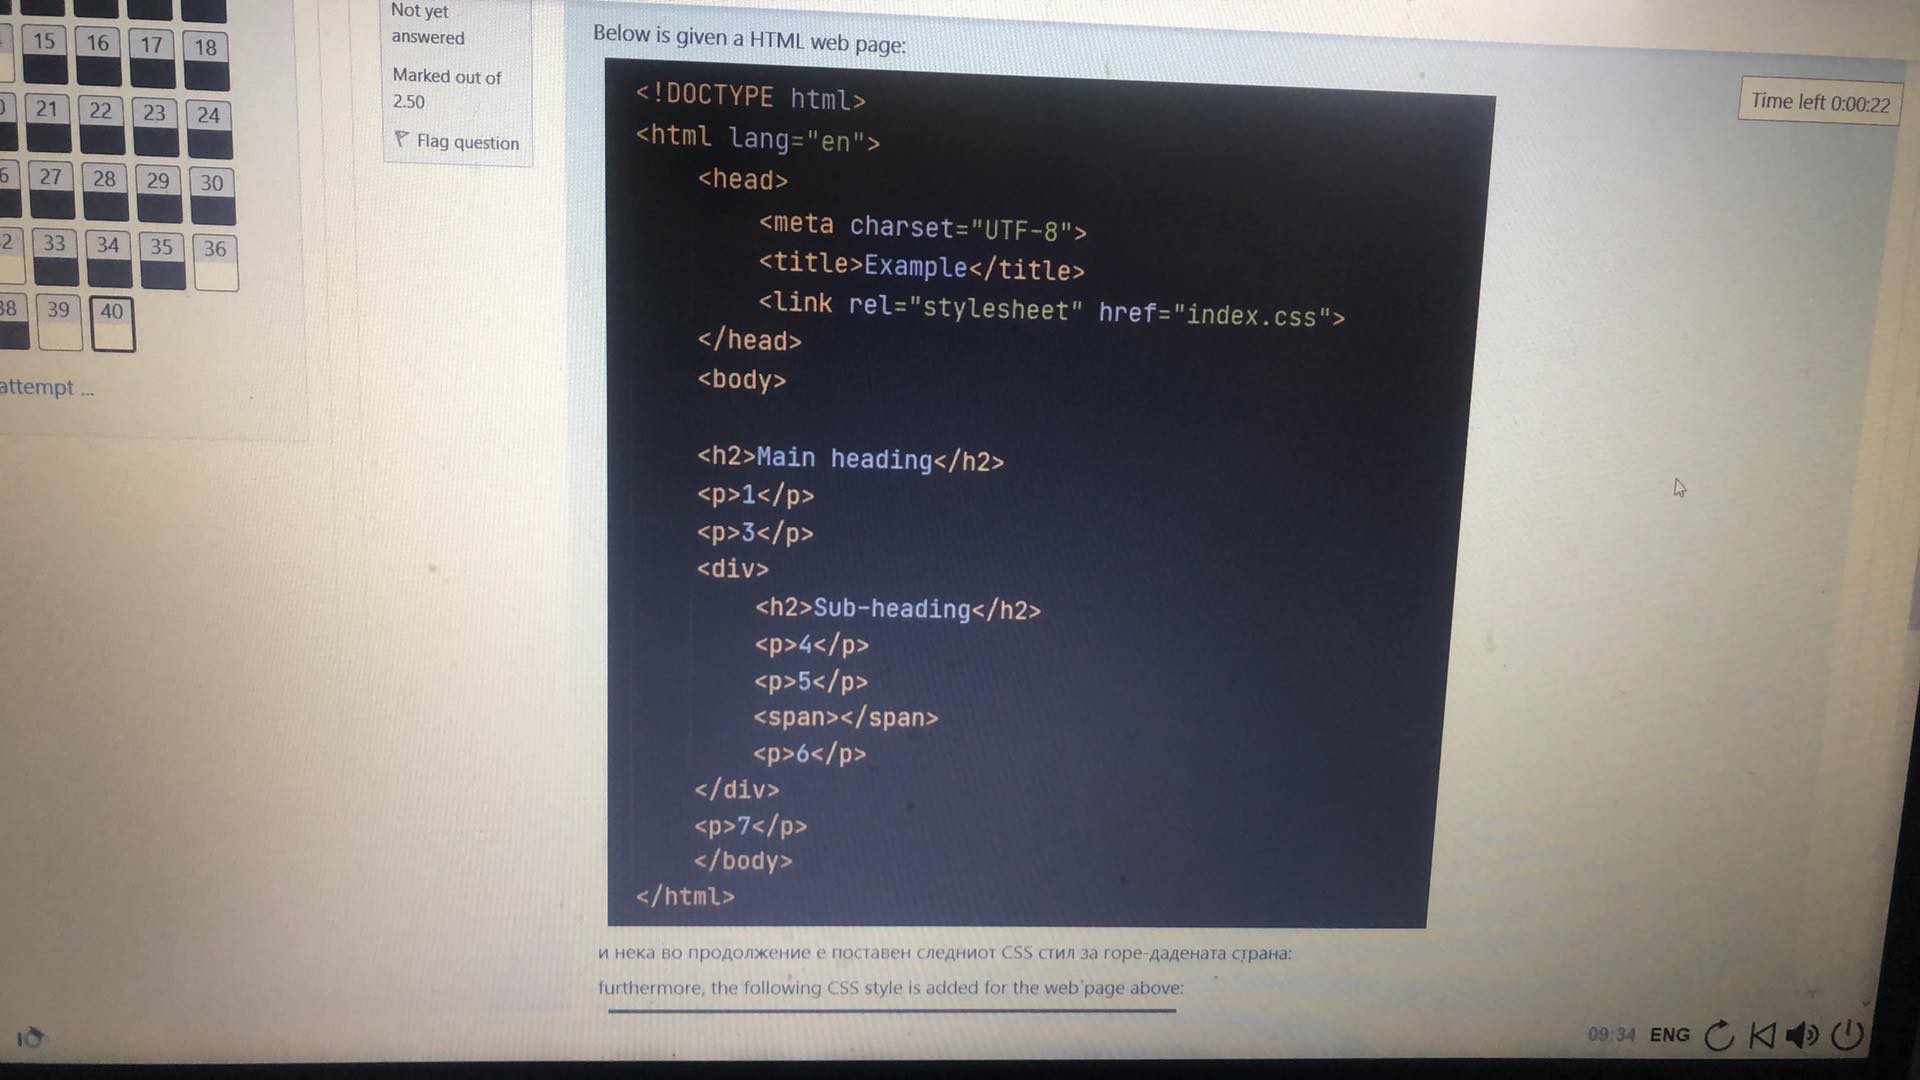 15 16 17 18
21 22 23 24
27 28 29 30
33 34 35 36
39 40
attempt ...
Not yet
answered
Marked out of
2.50
Flag question
Time left 0:00:22
Below is given a HTML web page:
<!DOCTYPE html>
<html lang="en">
<head>
<meta charset="UTF-8">
<title>Example</title>
<link rel="stylesheet" href="index.css">
</head>
<body>
<h2>Main heading</h2>
<p>1</p>
<p>3</p>
<div>
<h2>Sub-heading</h2>
<p>4</p>
<p>5</p>
<span></span>
<p>6</p>
</div>
<p>7</p>
</body>
</html>
и нека во продолжение е поставен следниот CSS стил за горе-дадената страна:
furthermore, the following CSS style is added for the web page above:
09:34 ENG